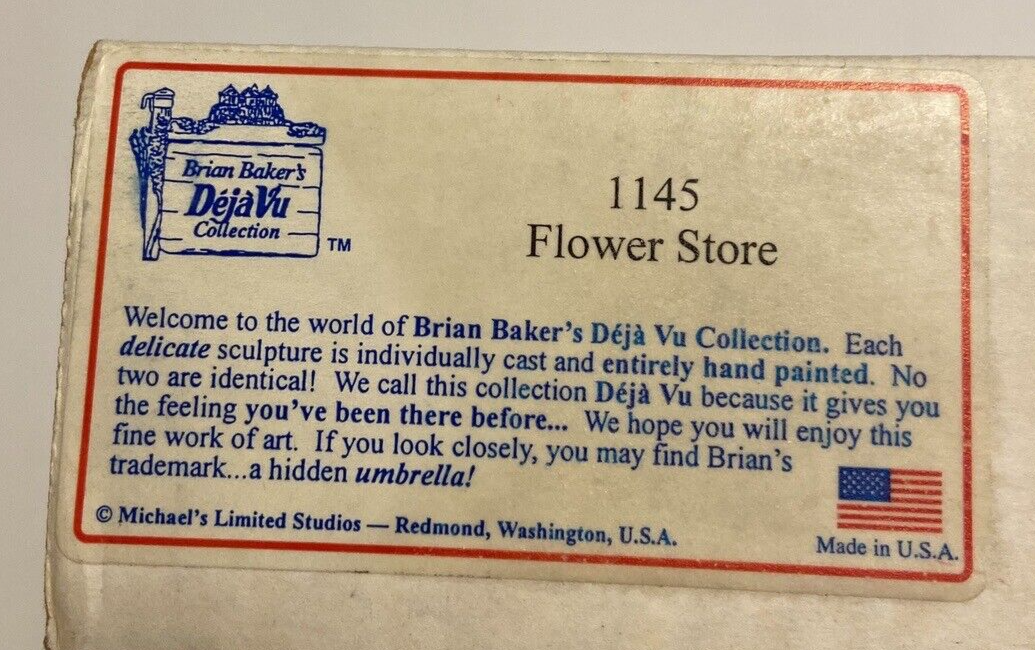 Brian Baker's
Déjà Vu
Collection
TM
1145
Flower Store
Welcome to the world of Brian Baker's Déjà Vu Collection. Each
delicate sculpture is individually cast and entirely hand painted. No
two are identical! We call this collection Déjà Vu because it gives you
the feeling you've been there before... We hope you will enjoy this
fine work of art. If you look closely, you may find Brian's
trademark...a hidden umbrella!
© Michael's Limited Studios — Redmond, Washington, U.S.A.
Made in U.S.A.